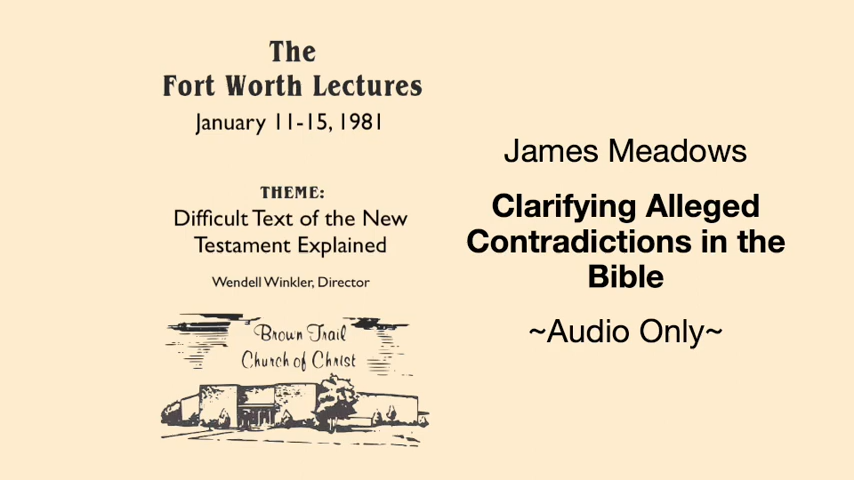 The
Fort Worth Lectures
January 11-15, 1981
THEME:
Difficult Text of the New
Testament Explained
Wendell Winkler, Director
Brown Trail
Church of Christ
James Meadows
Clarifying Alleged
Contradictions in the
Bible
~Audio Only~